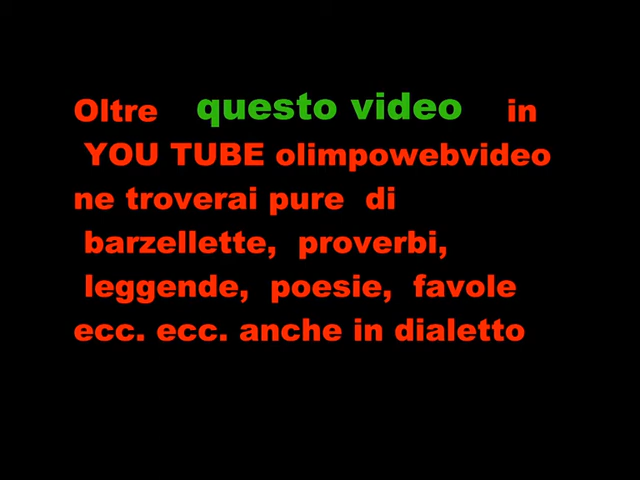 Oltre questo video in
YOU TUBE olimpowebvideo
ne troverai pure di
barzellette, proverbi,
leggende, poesie, favole
ecc. ecc. anche in dialetto